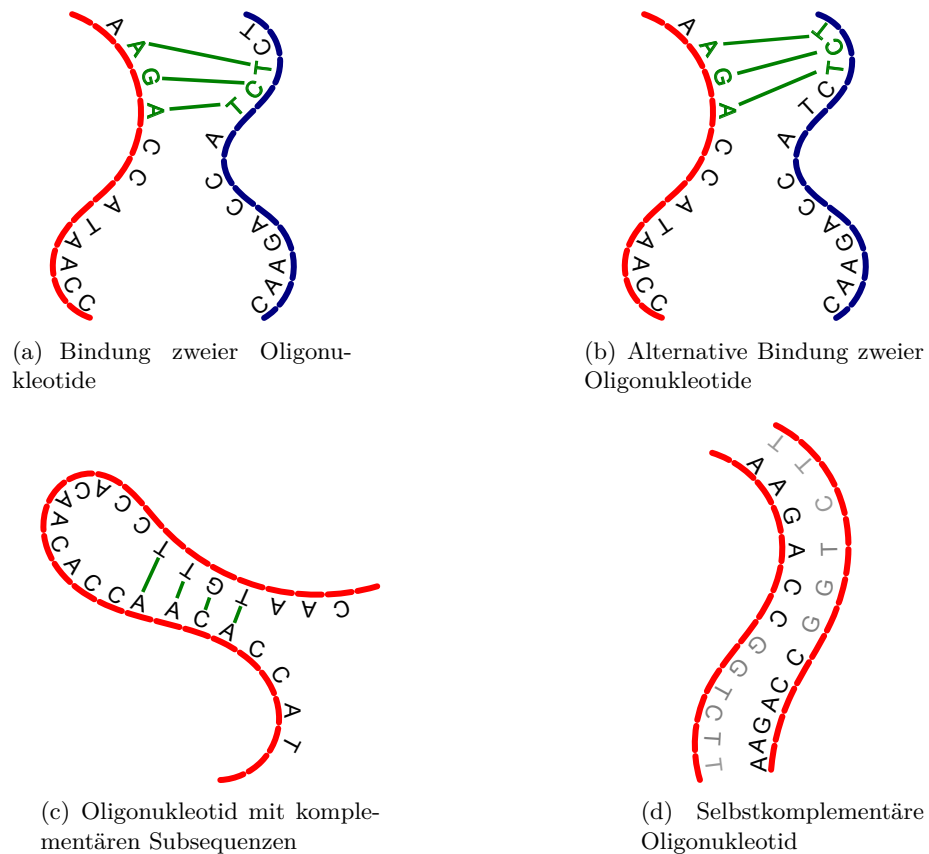 A A G A C C A T A A C C
T C T C T A C C A G A A C
(a) Bindung zweier Oligonu-
kleotide
A A G A C C A T A A C C
T C T C T A C C A G A A C
(b) Alternative Bindung zweier
Oligonukleotide
C A A T G T T C C A C A A C A C C A A C A C C A T
(c) Oligonukleotid mit komple-
mentären Subsequenzen
A A G A C C G G T C T T
T T C T G G C C A G A A
(d) Selbstkomplementäre
Oligonukleotid